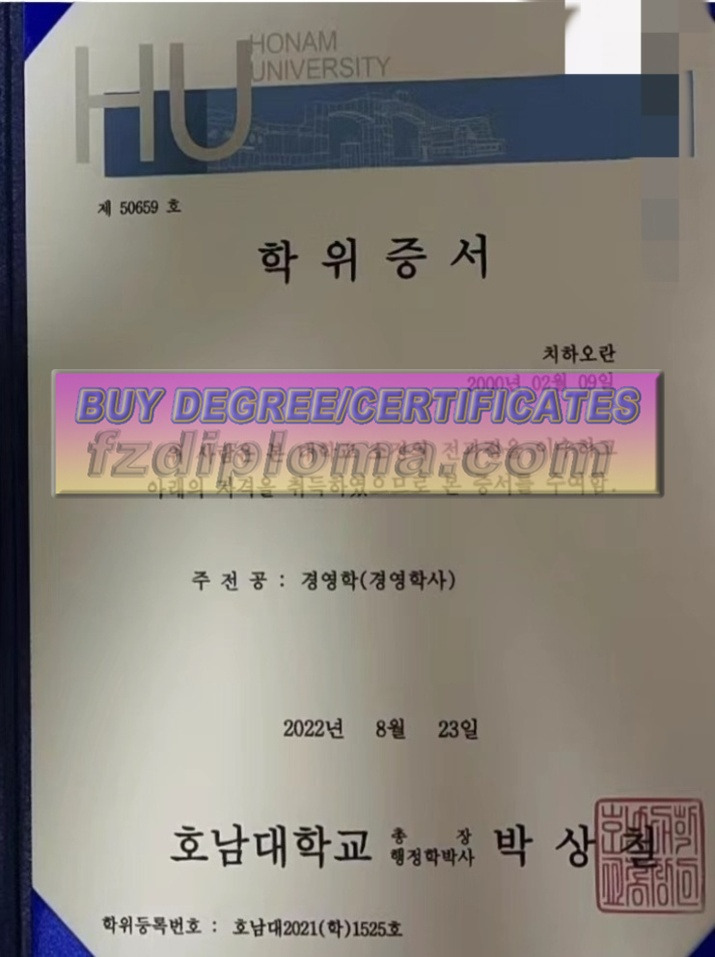 HU
HONAM
UNIVERSITY
제 50659 호
학 위 증 서
치하오란
2000년 02월 09일
BUY DEGREE/CERTIFICATES
fzdiploma.com
아래의 자격을 취득하였으므로 본 증서를 수여함.
주 전 공 : 경영학(경영학사)
2022년 8월 23일
호남대학교 총 장 행정학박사 박 상 철
학위등록번호 : 호남대2021(학)1525호